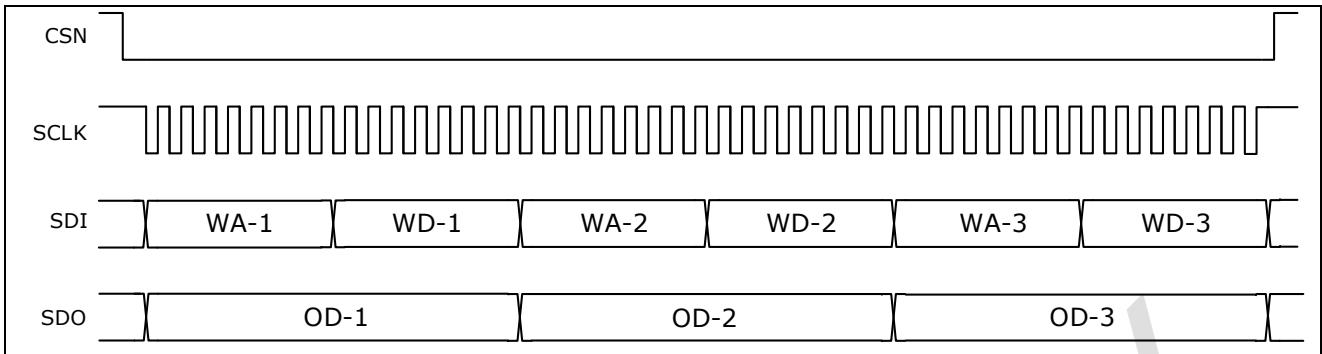 CSN
SCLK
SDI WA-1 WD-1 WA-2 WD-2 WA-3 WD-3
SDO OD-1 OD-2 OD-3